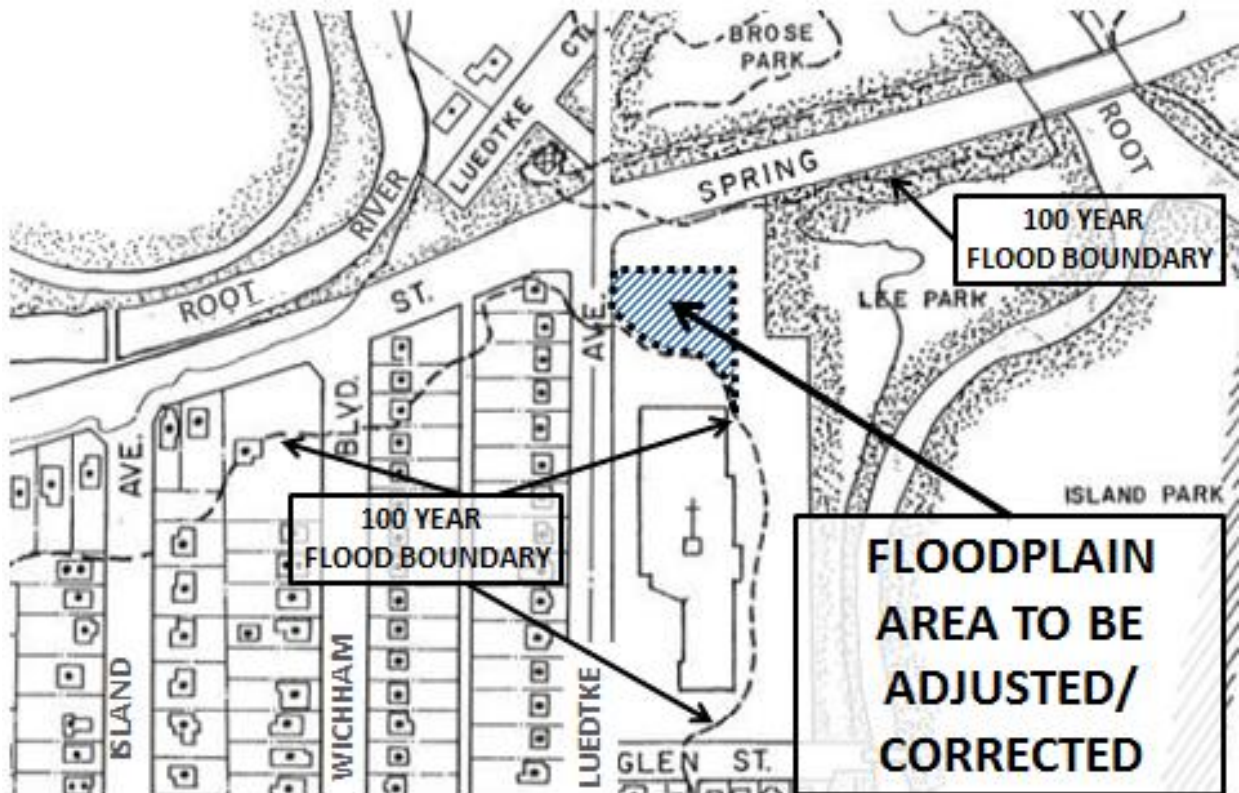 BROSE
PARK
LUEDTKE
CT.
SPRING
ROOT
RIVER
100 YEAR
FLOOD BOUNDARY
ROOT
ST.
AVE.
LEE PARK
BLVD.
AVE.
ISLAND PARK
100 YEAR
FLOOD BOUNDARY
FLOODPLAIN
AREA TO BE
ADJUSTED/
CORRECTED
ISLAND
WICHHAM
LUEDTKE
GLEN ST.